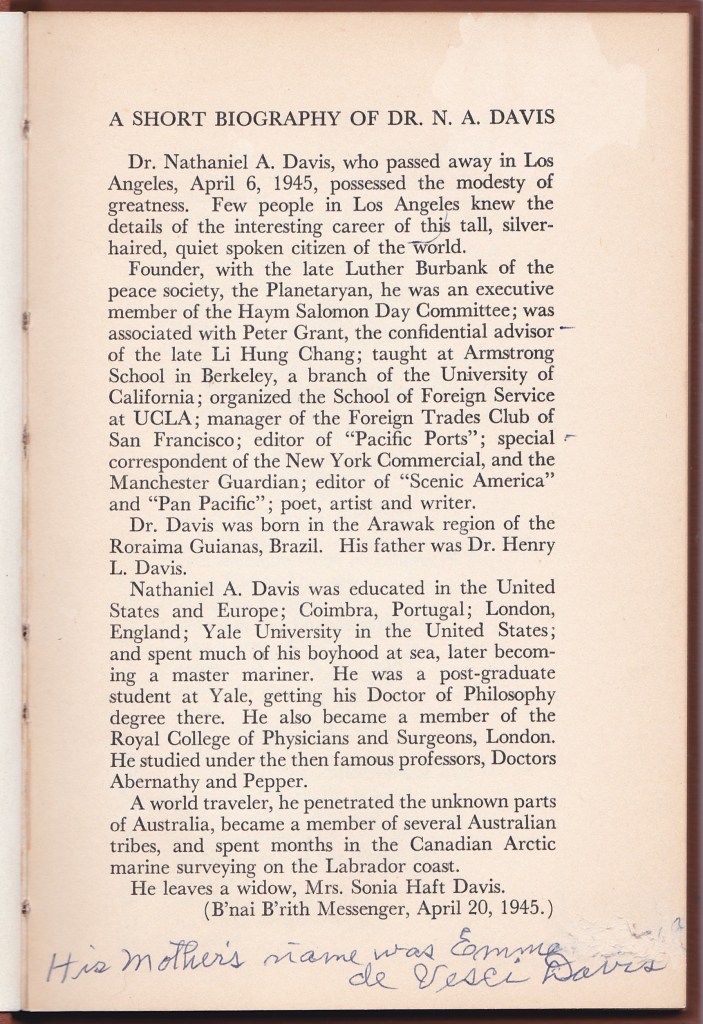 A SHORT BIOGRAPHY OF DR. N. A. DAVIS
Dr. Nathaniel A. Davis, who passed away in Los
Angeles, April 6, 1945, possessed the modesty of
greatness. Few people in Los Angeles knew the
details of the interesting career of this tall, silver-
haired, quiet spoken citizen of the world.
Founder, with the late Luther Burbank of the
peace society, the Planetaryan, he was an executive
member of the Haym Salomon Day Committee; was
associated with Peter Grant, the confidential advisor
of the late Li Hung Chang; taught at Armstrong
School in Berkeley, a branch of the University of
California; organized the School of Foreign Service
at UCLA; manager of the Foreign Trades Club of
San Francisco; editor of “Pacific Ports”; special
correspondent of the New York Commercial, and the
Manchester Guardian; editor of “Scenic America”
and “Pan Pacific”; poet, artist and writer.
Dr. Davis was born in the Arawak region of the
Roraima Guianas, Brazil. His father was Dr. Henry
L. Davis.
Nathaniel A. Davis was educated in the United
States and Europe; Coimbra, Portugal; London,
England; Yale University in the United States;
and spent much of his boyhood at sea, later becom-
ing a master mariner. He was a post-graduate
student at Yale, getting his Doctor of Philosophy
degree there. He also became a member of the
Royal College of Physicians and Surgeons, London.
He studied under the then famous professors, Doctors
Abernathy and Pepper.
A world traveler, he penetrated the unknown parts
of Australia, became a member of several Australian
tribes, and spent months in the Canadian Arctic
marine surveying on the Labrador coast.
He leaves a widow, Mrs. Sonia Haft Davis.
(B'nai B'rith Messenger, April 20, 1945.)
His Mother's name was Emma
de Vesci Davis